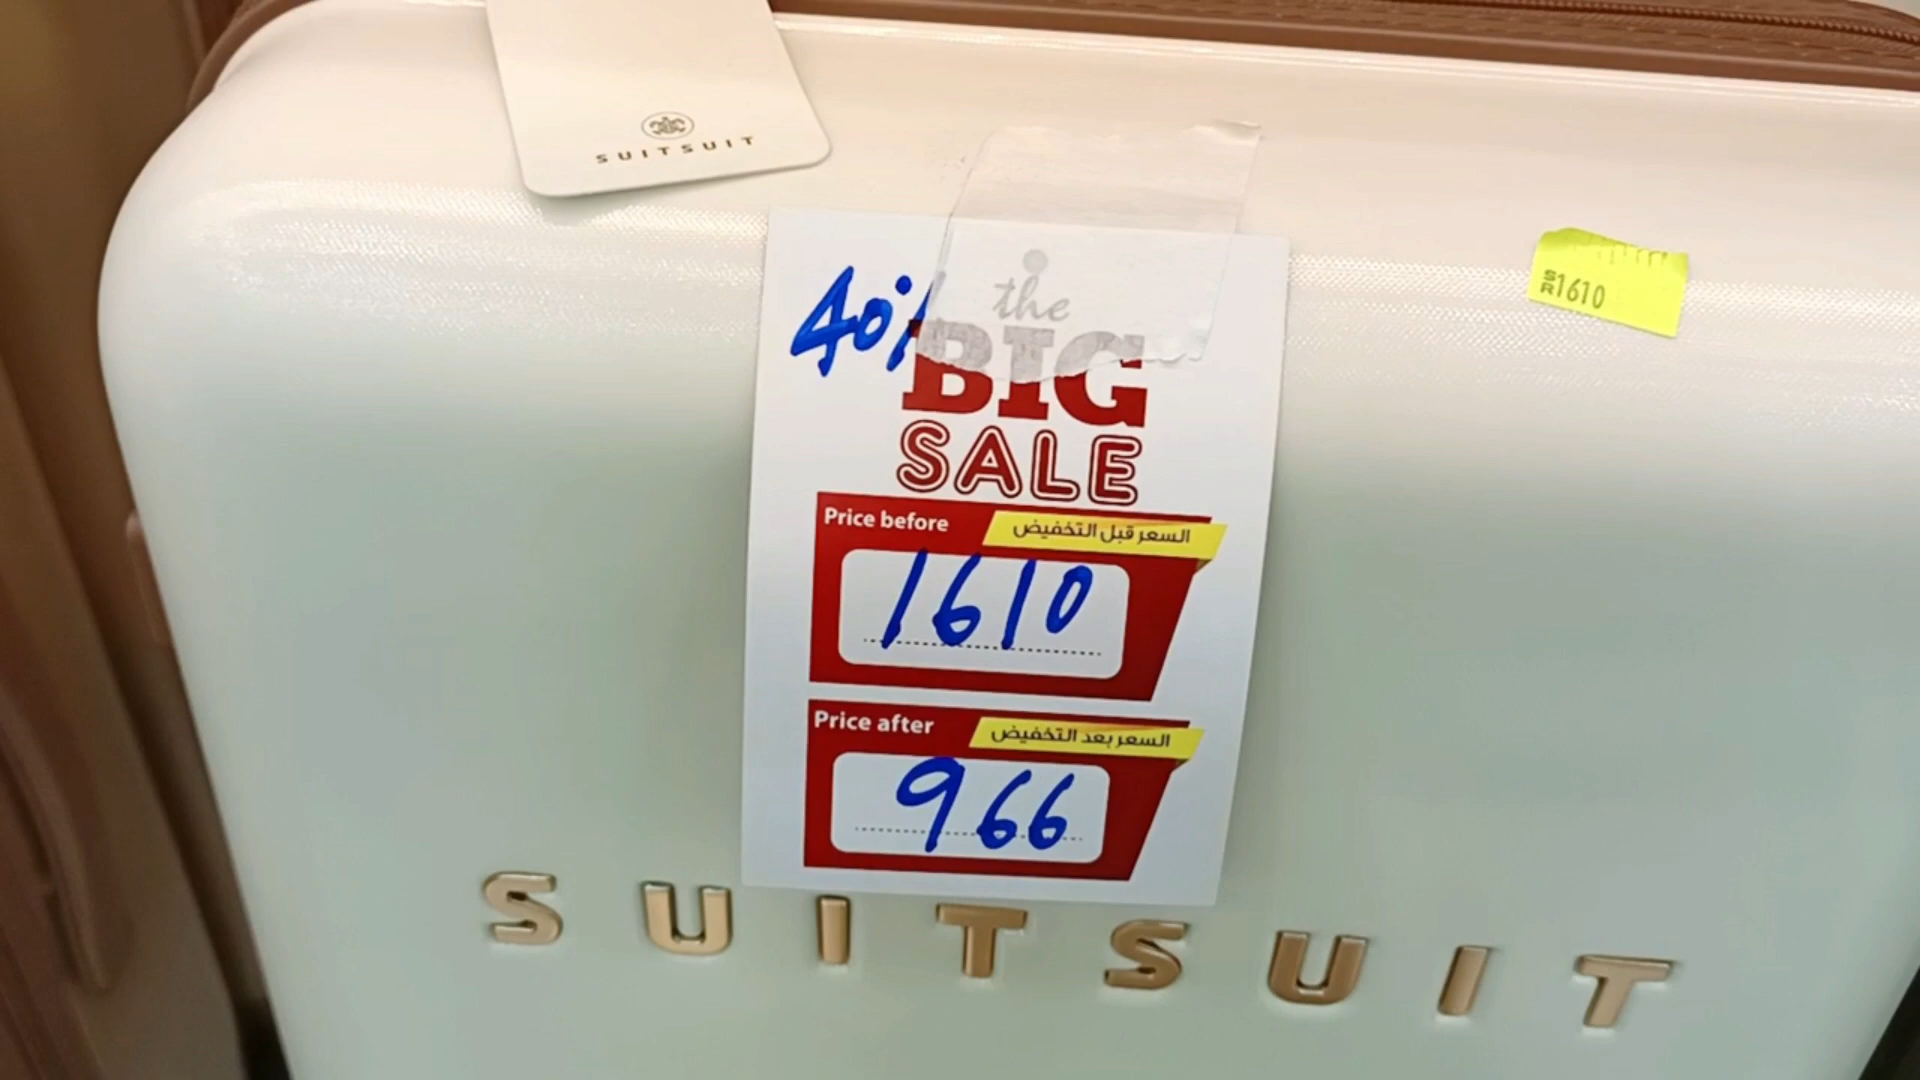 SUITSUIT
SR1610
40%
the
BIG
SALE
Price before السعر قبل التخفيض
1610
Price after السعر بعد التخفيض
966
SUITSUIT